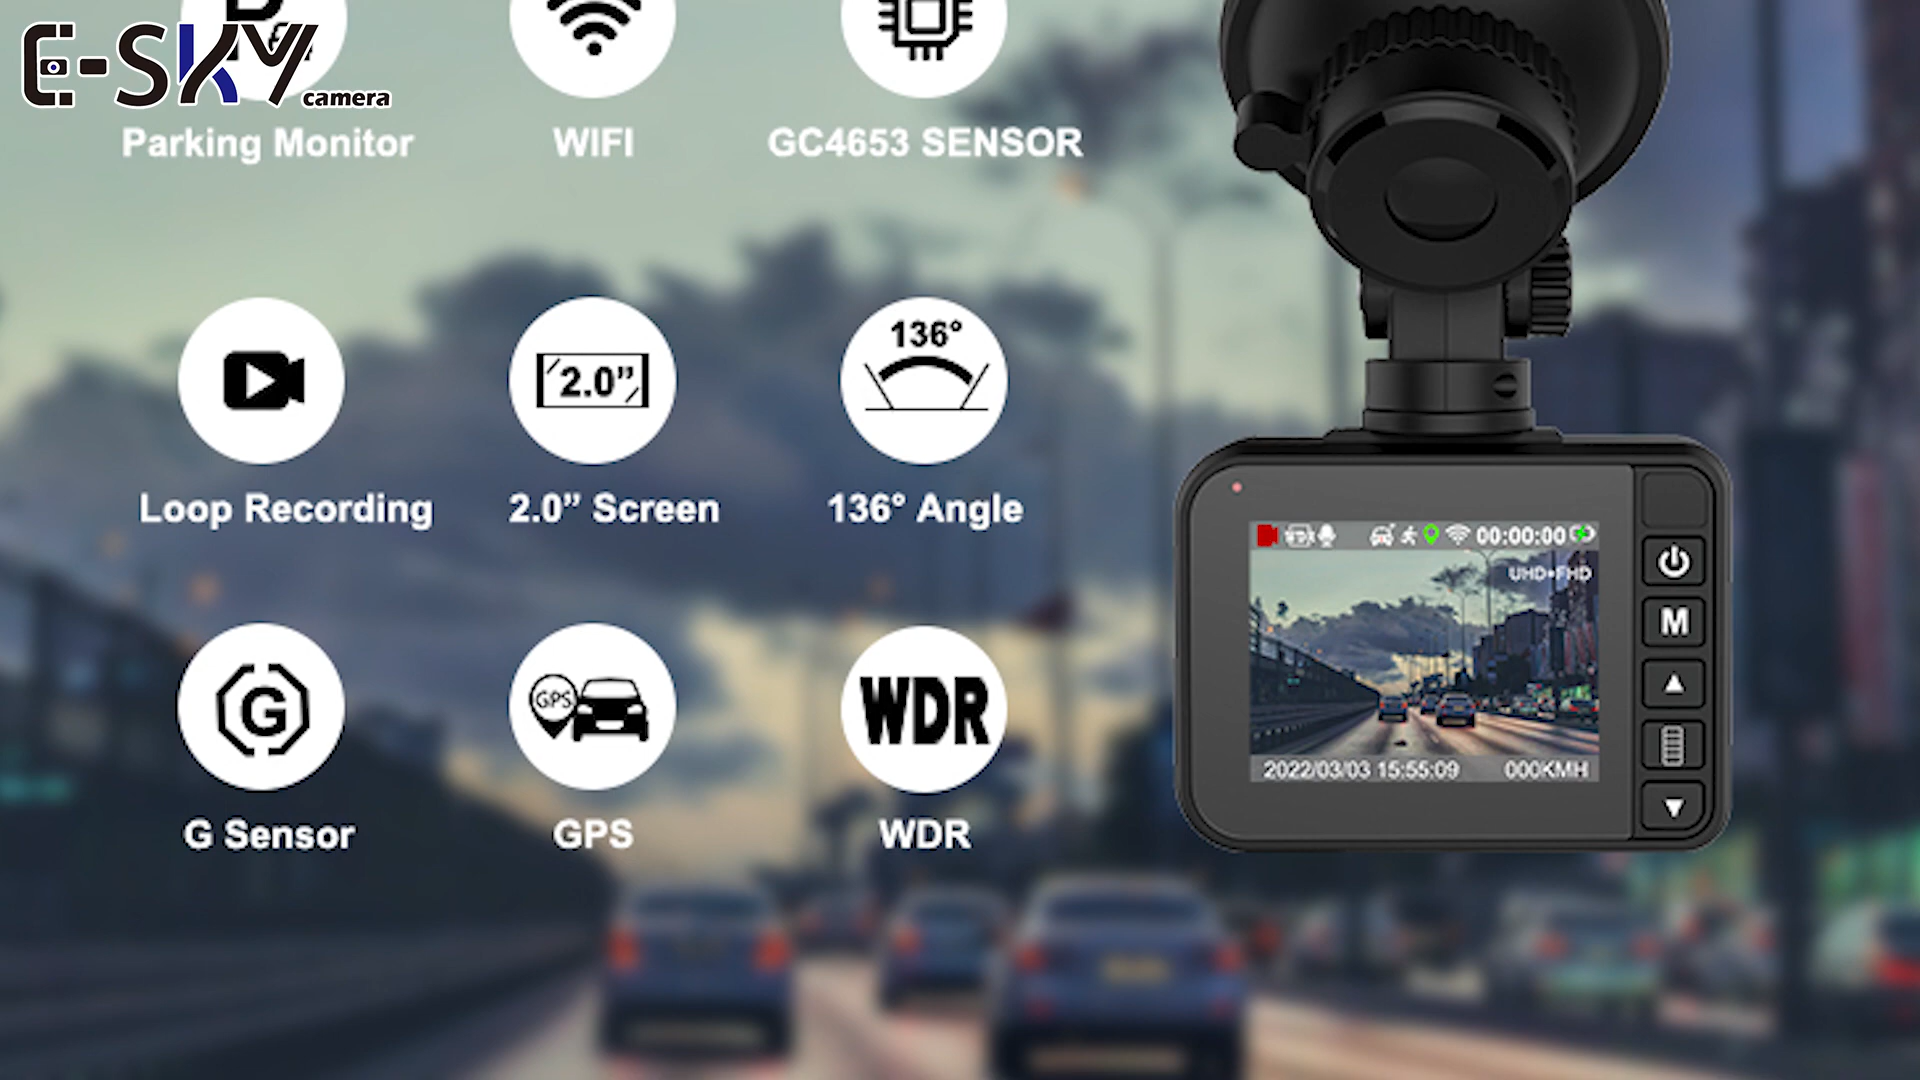 E-SKY camera
Parking Monitor
WIFI
GC4653 SENSOR
136°
2.0”
Loop Recording
2.0” Screen
136° Angle
G
GPS
WDR
G Sensor
GPS
WDR
00:00:00
UHD+FHD
2022/03/03 15:55:09
000KMH
M